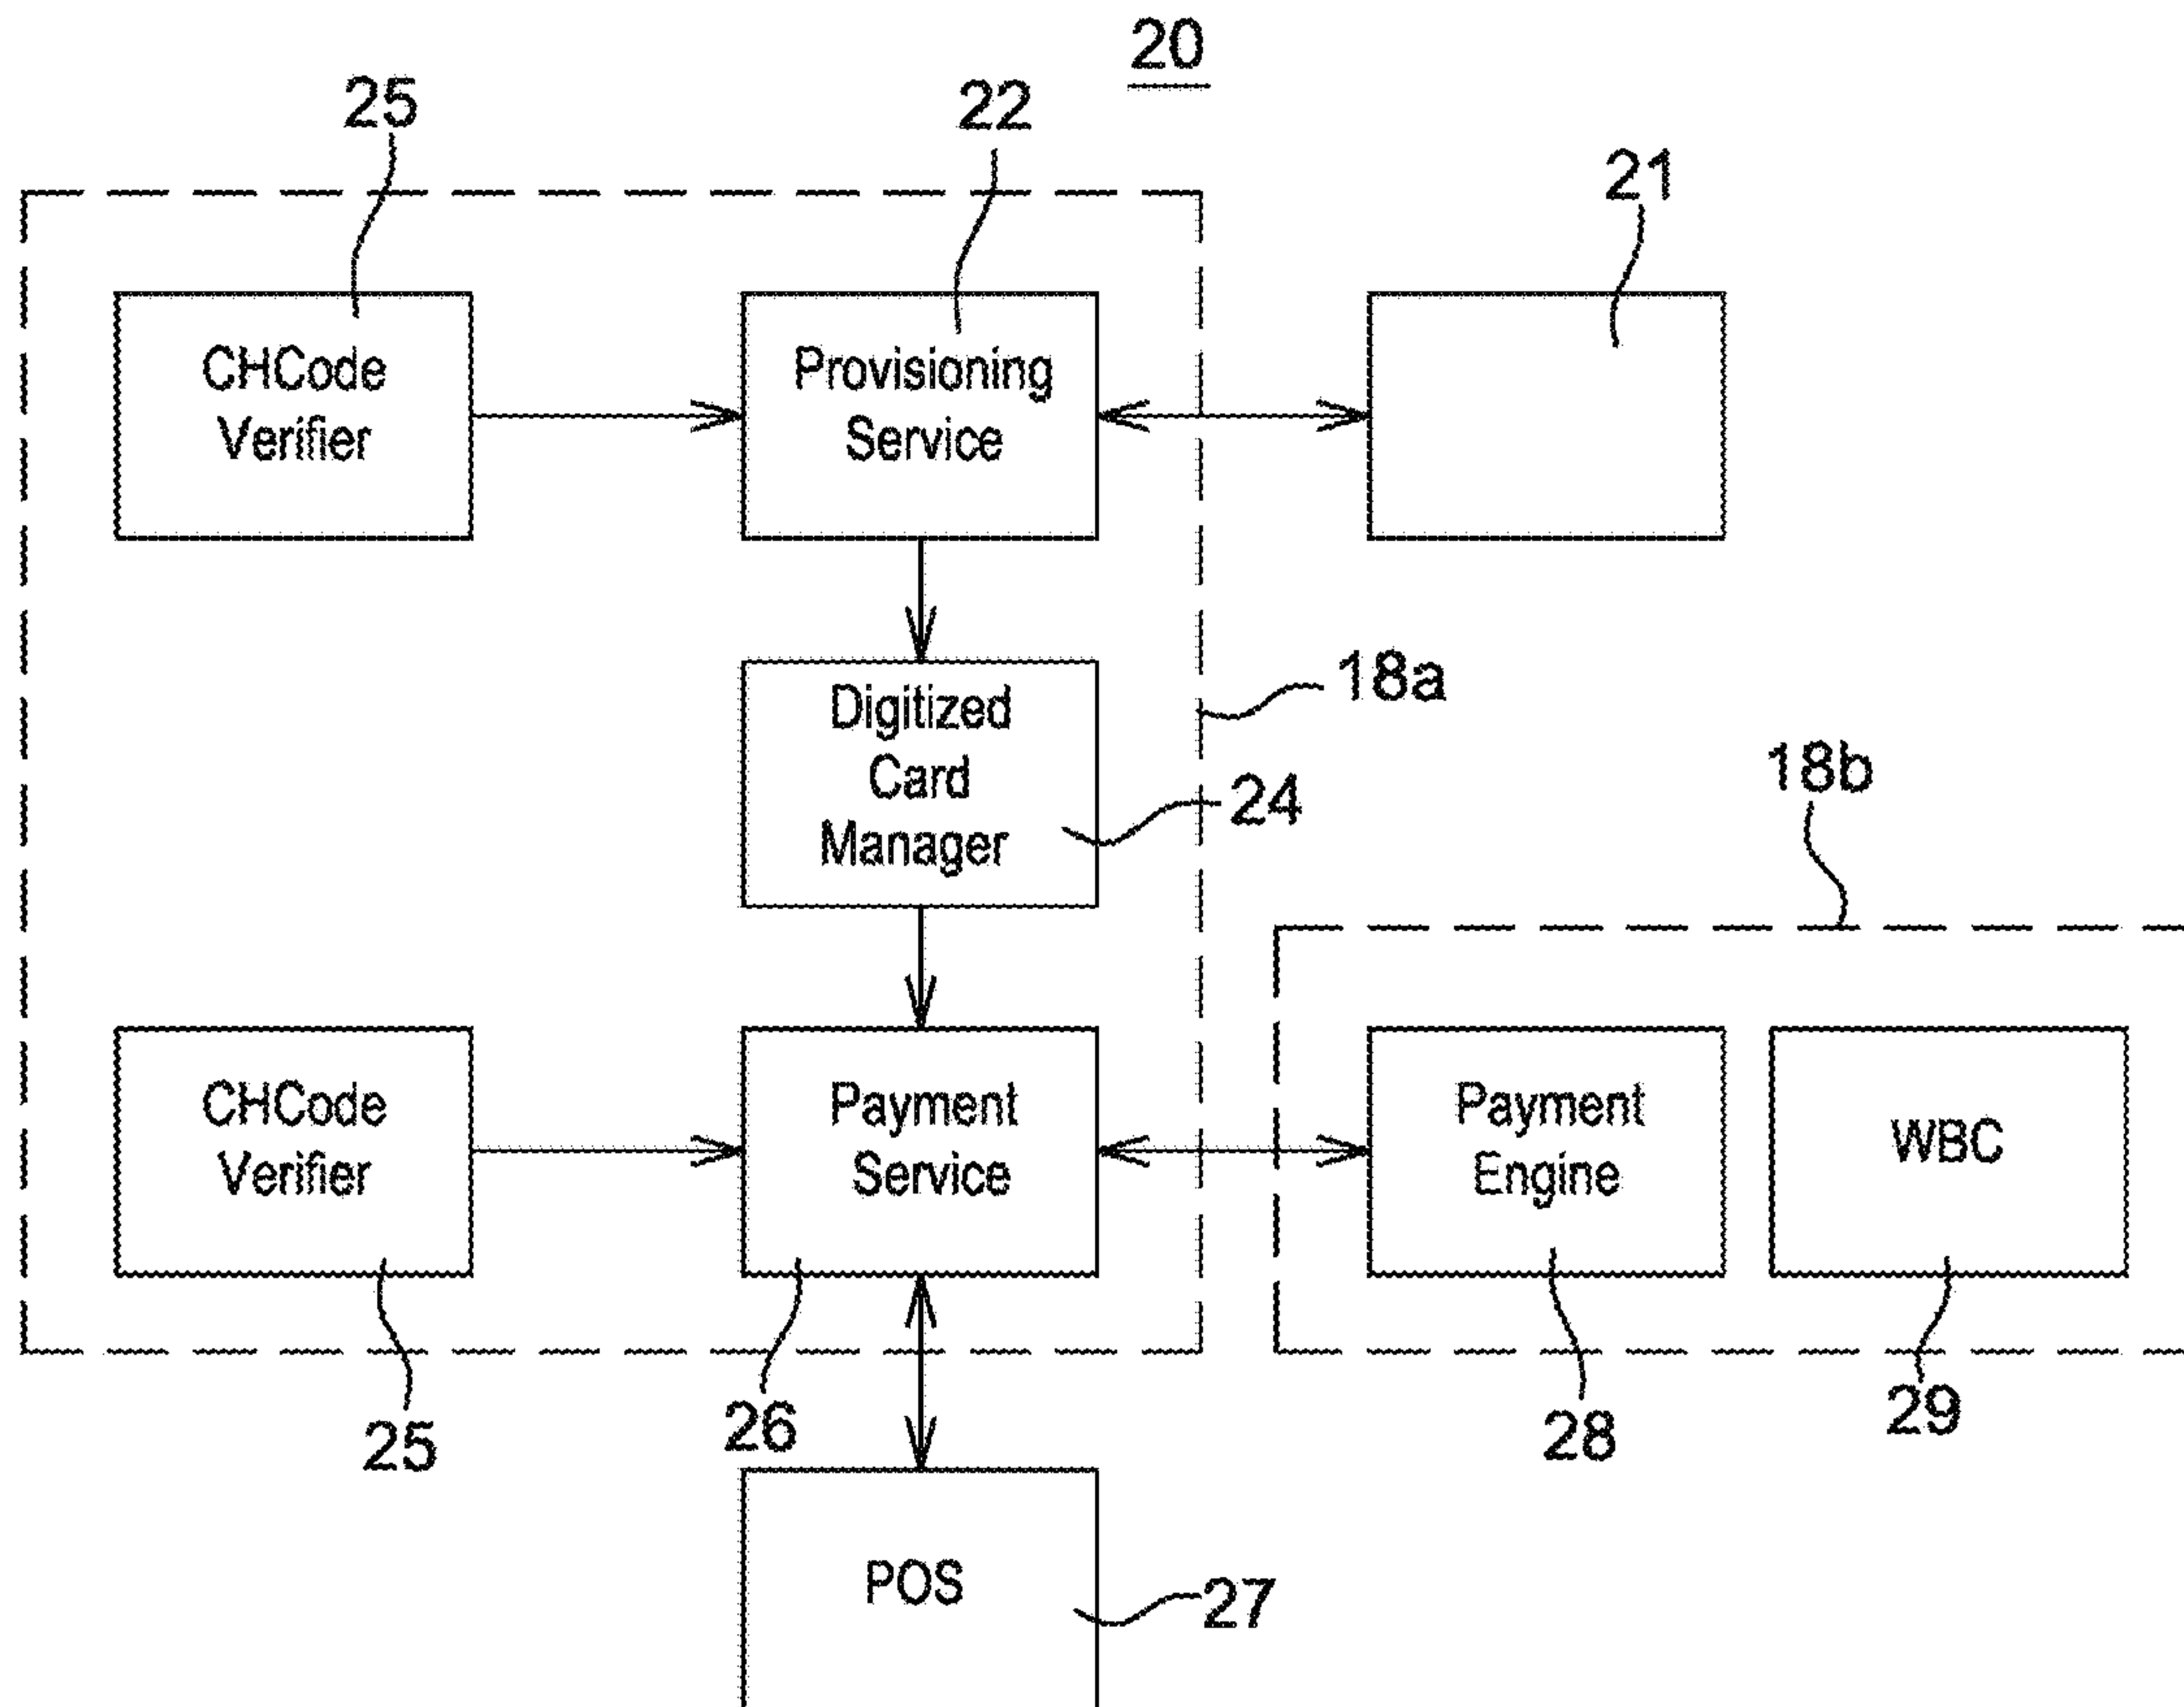 20
25
22
21
CHCode
Verifier
Provisioning
Service
Digitized
Card
Manager
18a
24
18b
CHCode
Verifier
Payment
Service
Payment
Engine
WBC
25
26
28
29
POS
27